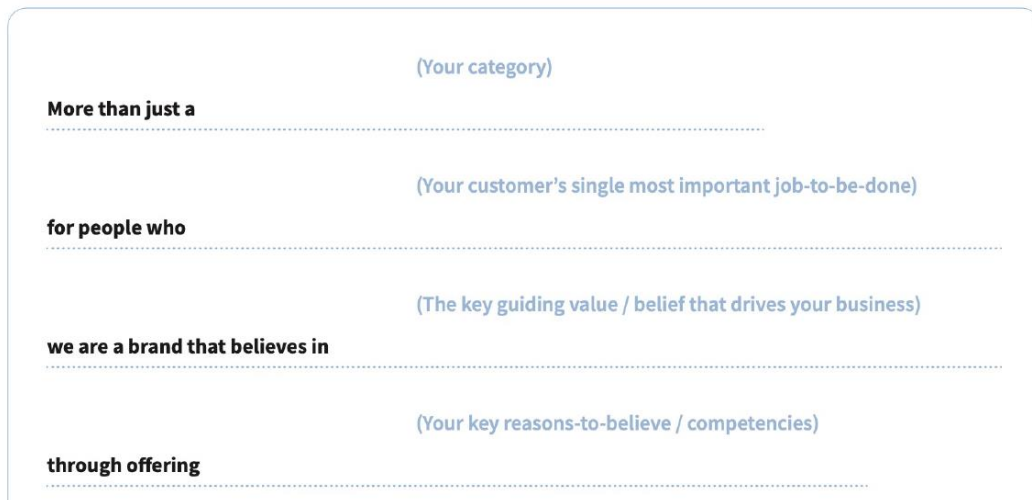 (Your category)
More than just a
(Your customer’s single most important job-to-be-done)
for people who
(The key guiding value / belief that drives your business)
we are a brand that believes in
(Your key reasons-to-believe / competencies)
through offering